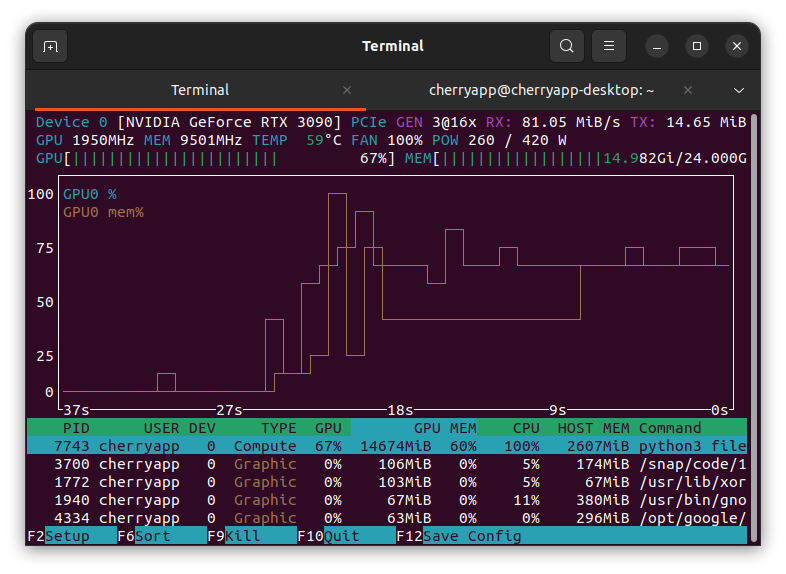 Terminal
Terminal cherryapp@cherryapp-desktop: ~
Device 0 [NVIDIA GeForce RTX 3090] PCIe GEN 3@16x RX: 81.05 MiB/s TX: 14.65 MiB
GPU 1950MHz MEM 9501MHz TEMP 59°C FAN 100% POW 260 / 420 W
GPU[||||||||||||||||||||||| 67%] MEM[||||||||||||||||||14.982Gi/24.000G
100 GPU0 %
GPU0 mem%
75
50
25
0
37s 27s 18s 9s 0s
PID USER DEV TYPE GPU GPU MEM CPU HOST MEM Command
7743 cherryapp 0 Compute 67% 14674MiB 60% 100% 2607MiB python3 file
3700 cherryapp 0 Graphic 0% 106MiB 0% 5% 174MiB /snap/code/1
1772 cherryapp 0 Graphic 0% 103MiB 0% 5% 67MiB /usr/lib/xor
1940 cherryapp 0 Graphic 0% 67MiB 0% 11% 380MiB /usr/bin/gno
4334 cherryapp 0 Graphic 0% 63MiB 0% 0% 296MiB /opt/google/
F2Setup F6Sort F9Kill F10Quit F12Save Config